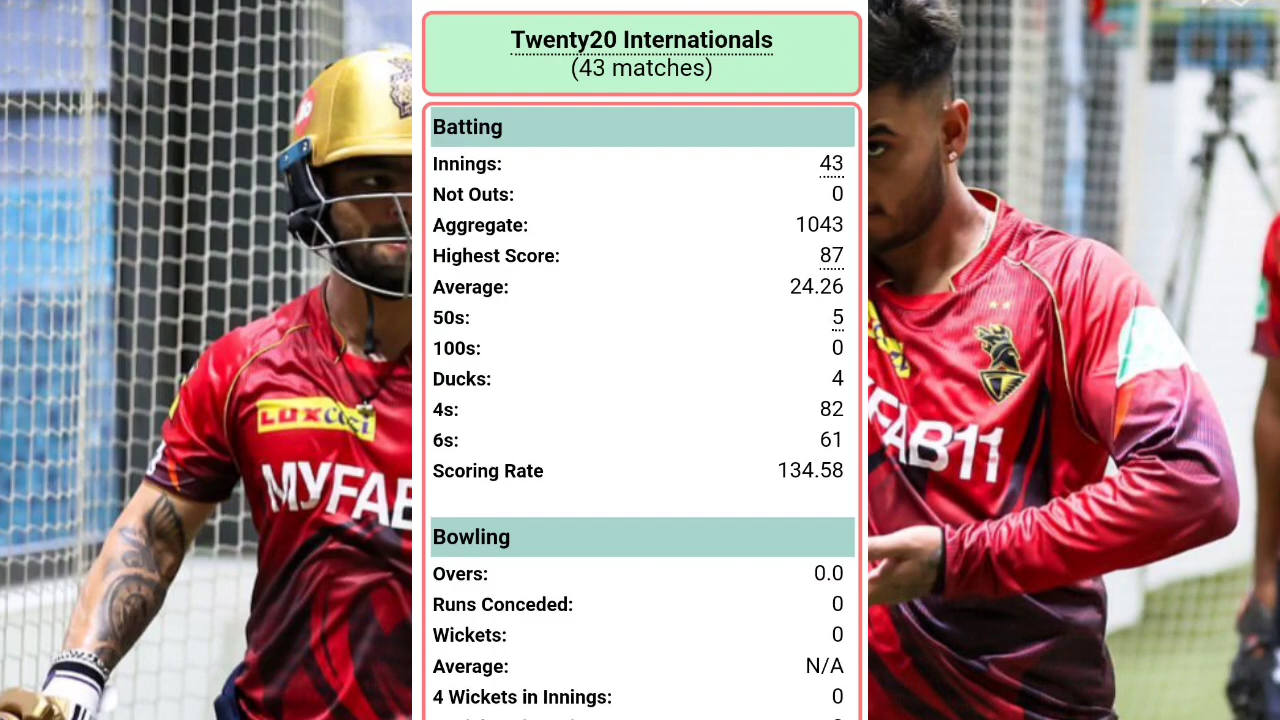 Twenty20 Internationals
(43 matches)
Batting
Innings: 43
Not Outs: 0
Aggregate: 1043
Highest Score: 87
Average: 24.26
50s: 5
100s: 0
Ducks: 4
4s: 82
6s: 61
Scoring Rate 134.58
Bowling
Overs: 0.0
Runs Conceded: 0
Wickets: 0
Average: N/A
4 Wickets in Innings: 0
LUX cozi
MYFAB
FAB11